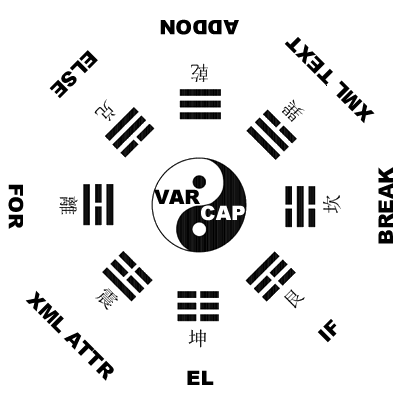 ADDON
乾
XML TEXT
巽
BREAK
坎
IF
艮
EL
坤
XML ATTR
震
FOR
離
ELSE
兌
VAR
CAP